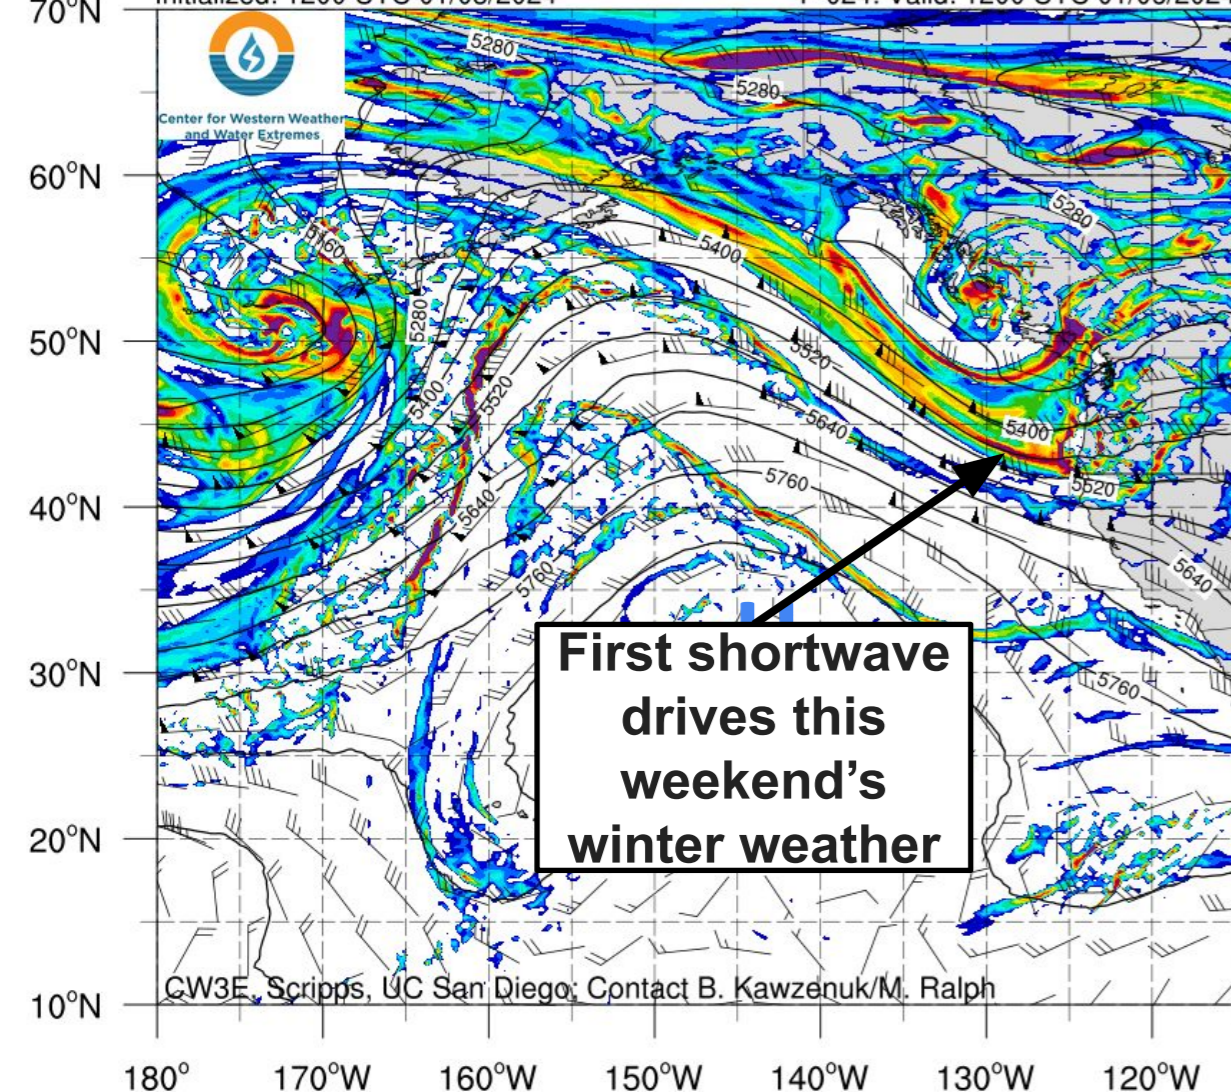 70°N
Center for Western Weather
and Water Extremes
5280
5280
60°N
5160
5400
5280
5280
50°N
5400
5520
5520
5640
5400
5760
5520
40°N
5640
5760
5640
30°N
First shortwave
drives this
weekend's
winter weather
5760
20°N
CW3E, Scripps, UC San Diego; Contact B. Kawzenuk/M. Ralph
10°N
180° 170°W 160°W 150°W 140°W 130°W 120°W